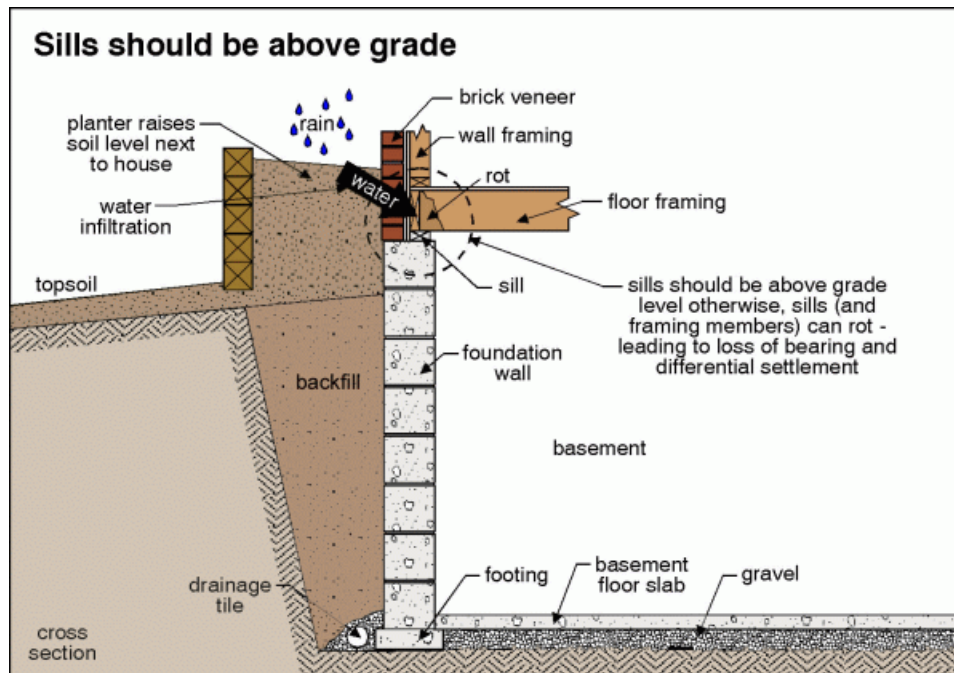 Sills should be above grade
brick veneer
rain
planter raises
soil level next
to house
wall framing
water
rot
water
infiltration
floor framing
topsoil
sill
sills should be above grade
level otherwise, sills (and
framing members) can rot -
leading to loss of bearing and
differential settlement
foundation
wall
backfill
basement
drainage
tile
footing
basement
floor slab
gravel
cross
section